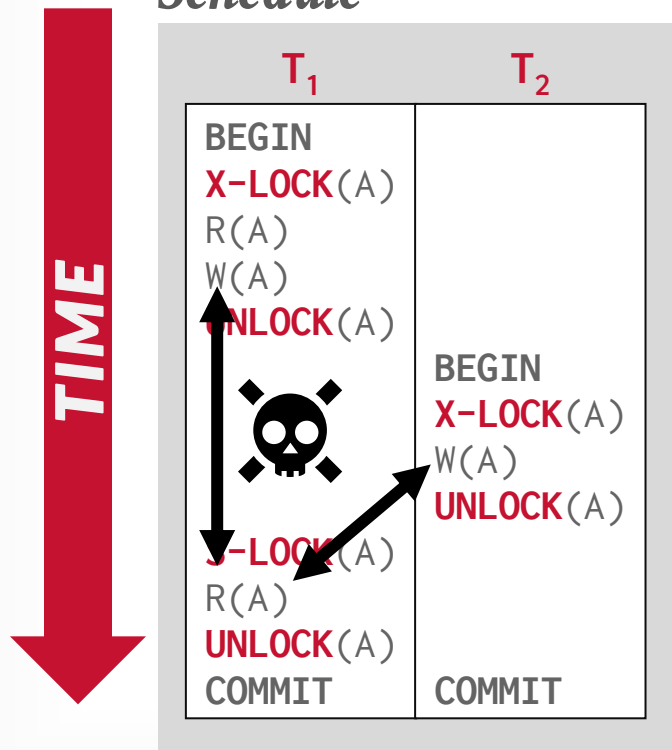 Schedule
TIME
T1 T2
BEGIN
X-LOCK(A)
R(A)
W(A)
UNLOCK(A)
BEGIN
X-LOCK(A)
W(A)
UNLOCK(A)
S-LOCK(A)
R(A)
UNLOCK(A)
COMMIT COMMIT